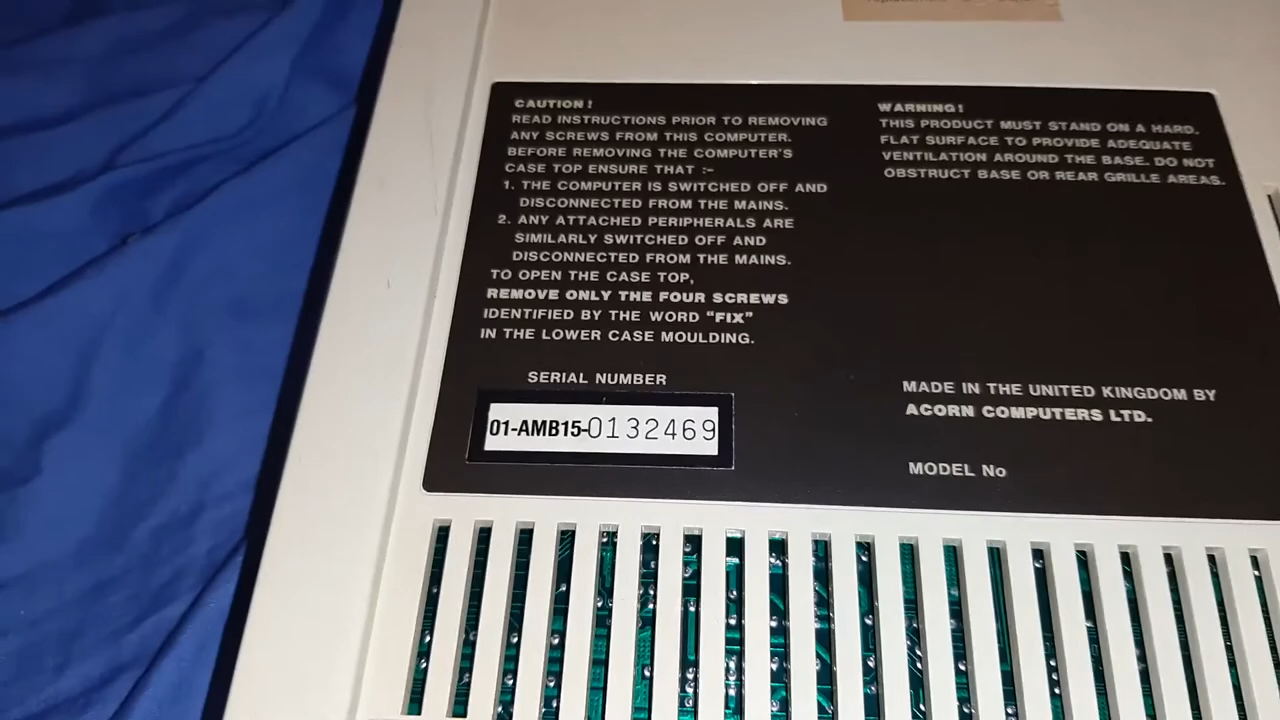 CAUTION!
READ INSTRUCTIONS PRIOR TO REMOVING
ANY SCREWS FROM THIS COMPUTER.
BEFORE REMOVING THE COMPUTER'S
CASE TOP ENSURE THAT :-
1. THE COMPUTER IS SWITCHED OFF AND
DISCONNECTED FROM THE MAINS.
2. ANY ATTACHED PERIPHERALS ARE
SIMILARLY SWITCHED OFF AND
DISCONNECTED FROM THE MAINS.
TO OPEN THE CASE TOP,
REMOVE ONLY THE FOUR SCREWS
IDENTIFIED BY THE WORD “FIX”
IN THE LOWER CASE MOULDING.
SERIAL NUMBER
01-AMB15-0132469
WARNING!
THIS PRODUCT MUST STAND ON A HARD,
FLAT SURFACE TO PROVIDE ADEQUATE
VENTILATION AROUND THE BASE. DO NOT
OBSTRUCT BASE OR REAR GRILLE AREAS.
MADE IN THE UNITED KINGDOM BY
ACORN COMPUTERS LTD.
MODEL No